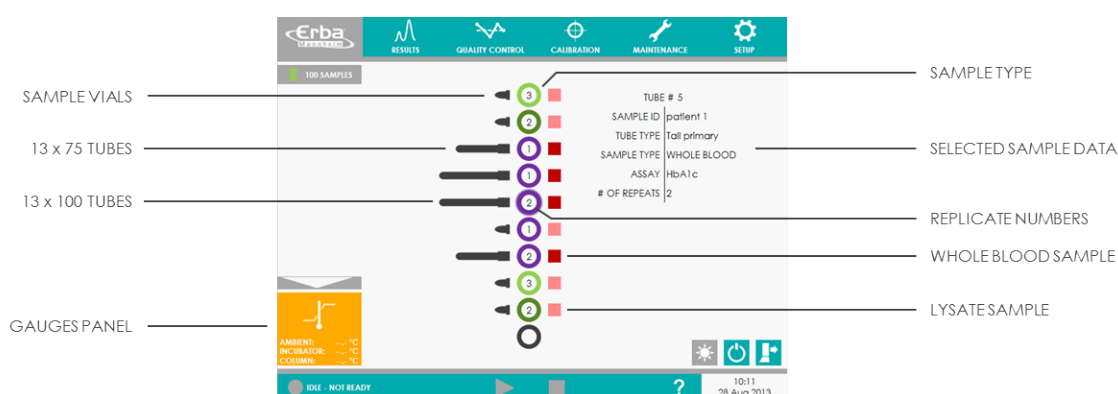 Erba
Mannheim
RESULTS
QUALITY CONTROL
CALIBRATION
MAINTENANCE
SETUP
100 SAMPLES
SAMPLE TYPE
SAMPLE VIALS
3
TUBE # 5
2
SAMPLE ID patient 1
TUBE TYPE Tall primary
13 x 75 TUBES
1
SAMPLE TYPE WHOLE BLOOD
SELECTED SAMPLE DATA
1
ASSAY HbA1c
# OF REPEATS 2
13 x 100 TUBES
2
REPLICATE NUMBERS
1
2
WHOLE BLOOD SAMPLE
3
2
LYSATE SAMPLE
GAUGES PANEL
AMBIENT: --.- °C
INCUBATOR: --.- °C
COLUMN: --.- °C
IDLE - NOT READY
?
10:11
28 Aug 2013